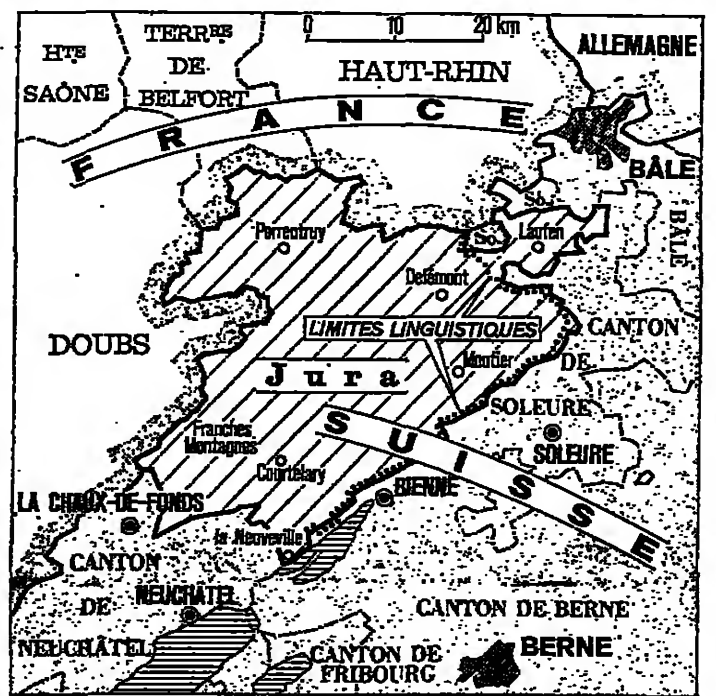 0 10 20 km
TERRRE
DE
BELFORT
HTE
SAÔNE
HAUT-RHIN
ALLEMAGNE
FRANCE
BÂLE
BÂLE
So.
So.
Laufen
Porrentruy
Delémont
LIMITES LINGUISTIQUES
CANTON
DE
SOLEURE
SOLEURE
DOUBS
Moutier
Jura
SUISSE
Franches
Montagnes
Courtelary
BIENNE
LA CHAUX-DE-FONDS
la Neuveville
CANTON
DE
NEUCHÂTEL
NEUCHÂTEL
CANTON DE BERNE
BERNE
CANTON DE
FRIBOURG